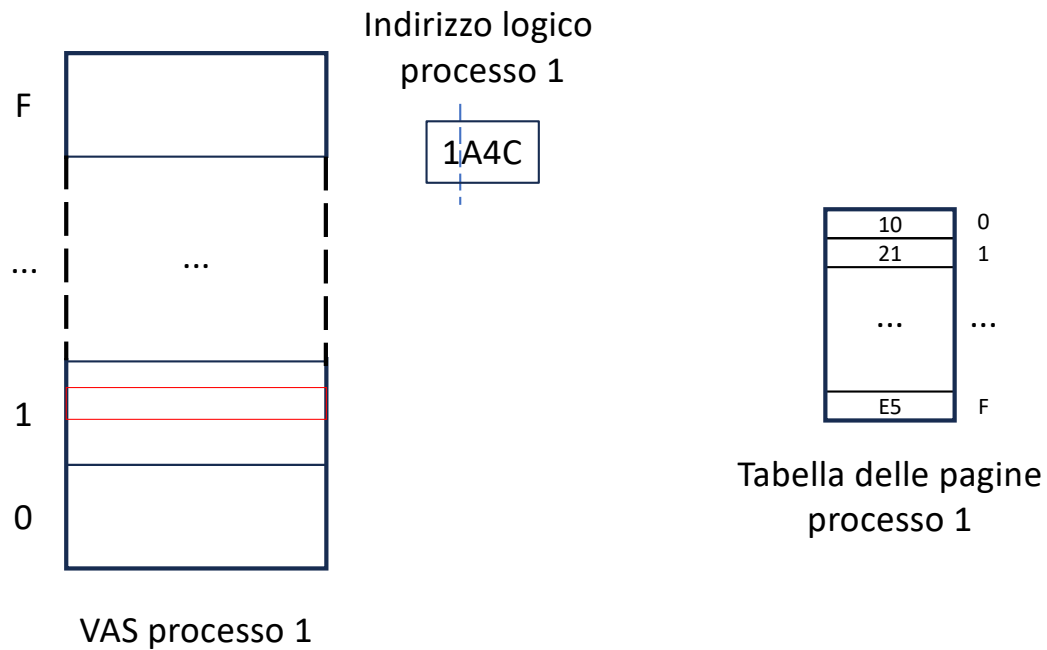 Indirizzo logico
processo 1
1A4C
F
...
...
1
0
VAS processo 1
10 0
21 1
... ...
E5 F
Tabella delle pagine
processo 1